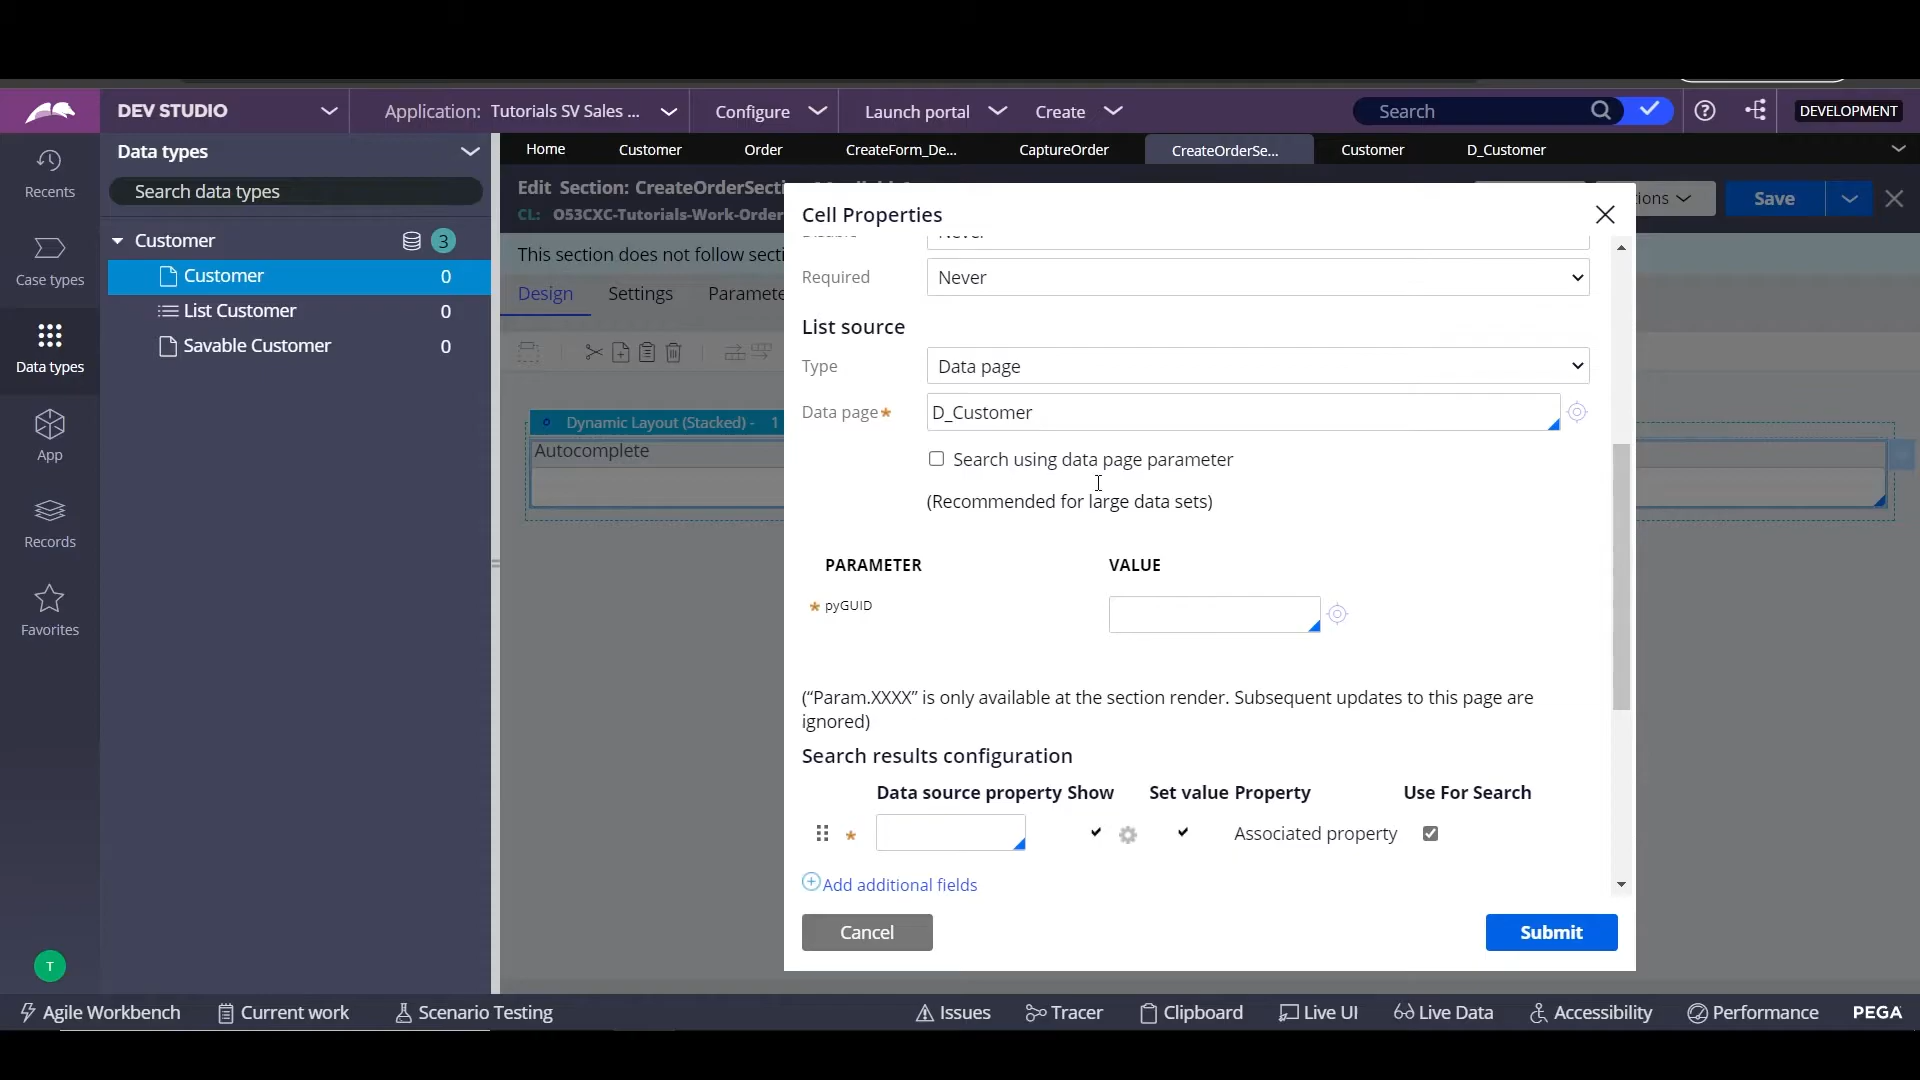 DEV STUDIO
Application: Tutorials SV Sales ...
Configure
Launch portal
Create
Search
DEVELOPMENT
Recents
Case types
Data types
App
Records
Favorites
T
Data types
Search data types
Customer
3
Customer 0
List Customer 0
Savable Customer 0
Home
Customer
Order
CreateForm_De...
CaptureOrder
CreateOrderSe...
Customer
D_Customer
Edit Section: CreateOrderSecti
CL: O53CXC-Tutorials-Work-Order
ions
Save
This section does not follow secti
Design
Settings
Paramete
Dynamic Layout (Stacked) - 1
Autocomplete
Cell Properties
Required
Never
List source
Type
Data page
Data page*
D_Customer
Search using data page parameter
(Recommended for large data sets)
PARAMETER
VALUE
* pyGUID
(“Param.XXXX” is only available at the section render. Subsequent updates to this page are
ignored)
Search results configuration
Data source property Show Set value Property Use For Search
* Associated property
Add additional fields
Cancel
Submit
Agile Workbench
Current work
Scenario Testing
Issues
Tracer
Clipboard
Live UI
Live Data
Accessibility
Performance
PEGA